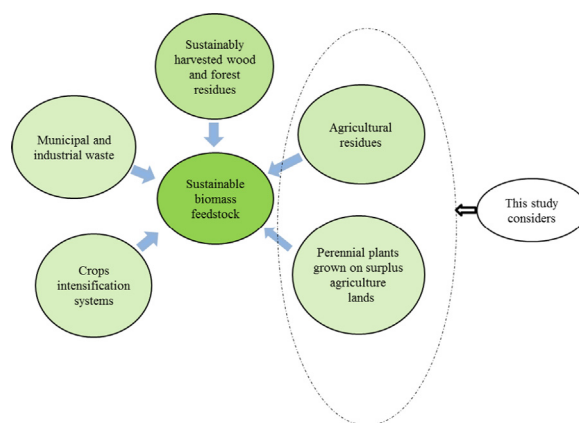 Sustainably
harvested wood
and forest
residues
Municipal and
industrial waste
Agricultural
residues
Sustainable
biomass
feedstock
This study
considers
Crops
intensification
systems
Perennial plants
grown on surplus
agriculture
lands